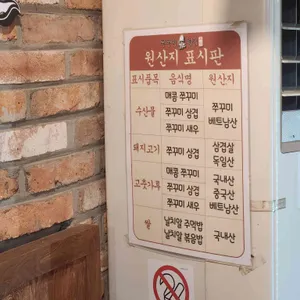 원산지 표시판
표시품목 음식명 원산지
수산물
매콤 쭈꾸미
쭈꾸미 삼겹
쭈꾸미 새우
쭈꾸미
베트남산
돼지고기
쭈꾸미 삼겹
삼겹살
독일산
고춧가루
매콤 쭈꾸미
쭈꾸미 삼겹
쭈꾸미 새우
국내산
중국산
베트남산
쌀
날치알 주먹밥
날치알 볶음밥
국내산